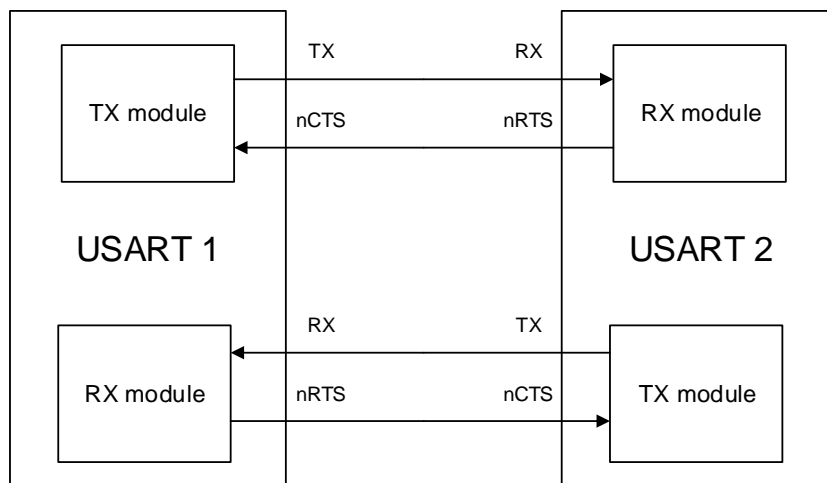 TX RX
TX module
nCTS nRTS
RX module
USART 1 USART 2
RX TX
RX module
nRTS nCTS
TX module